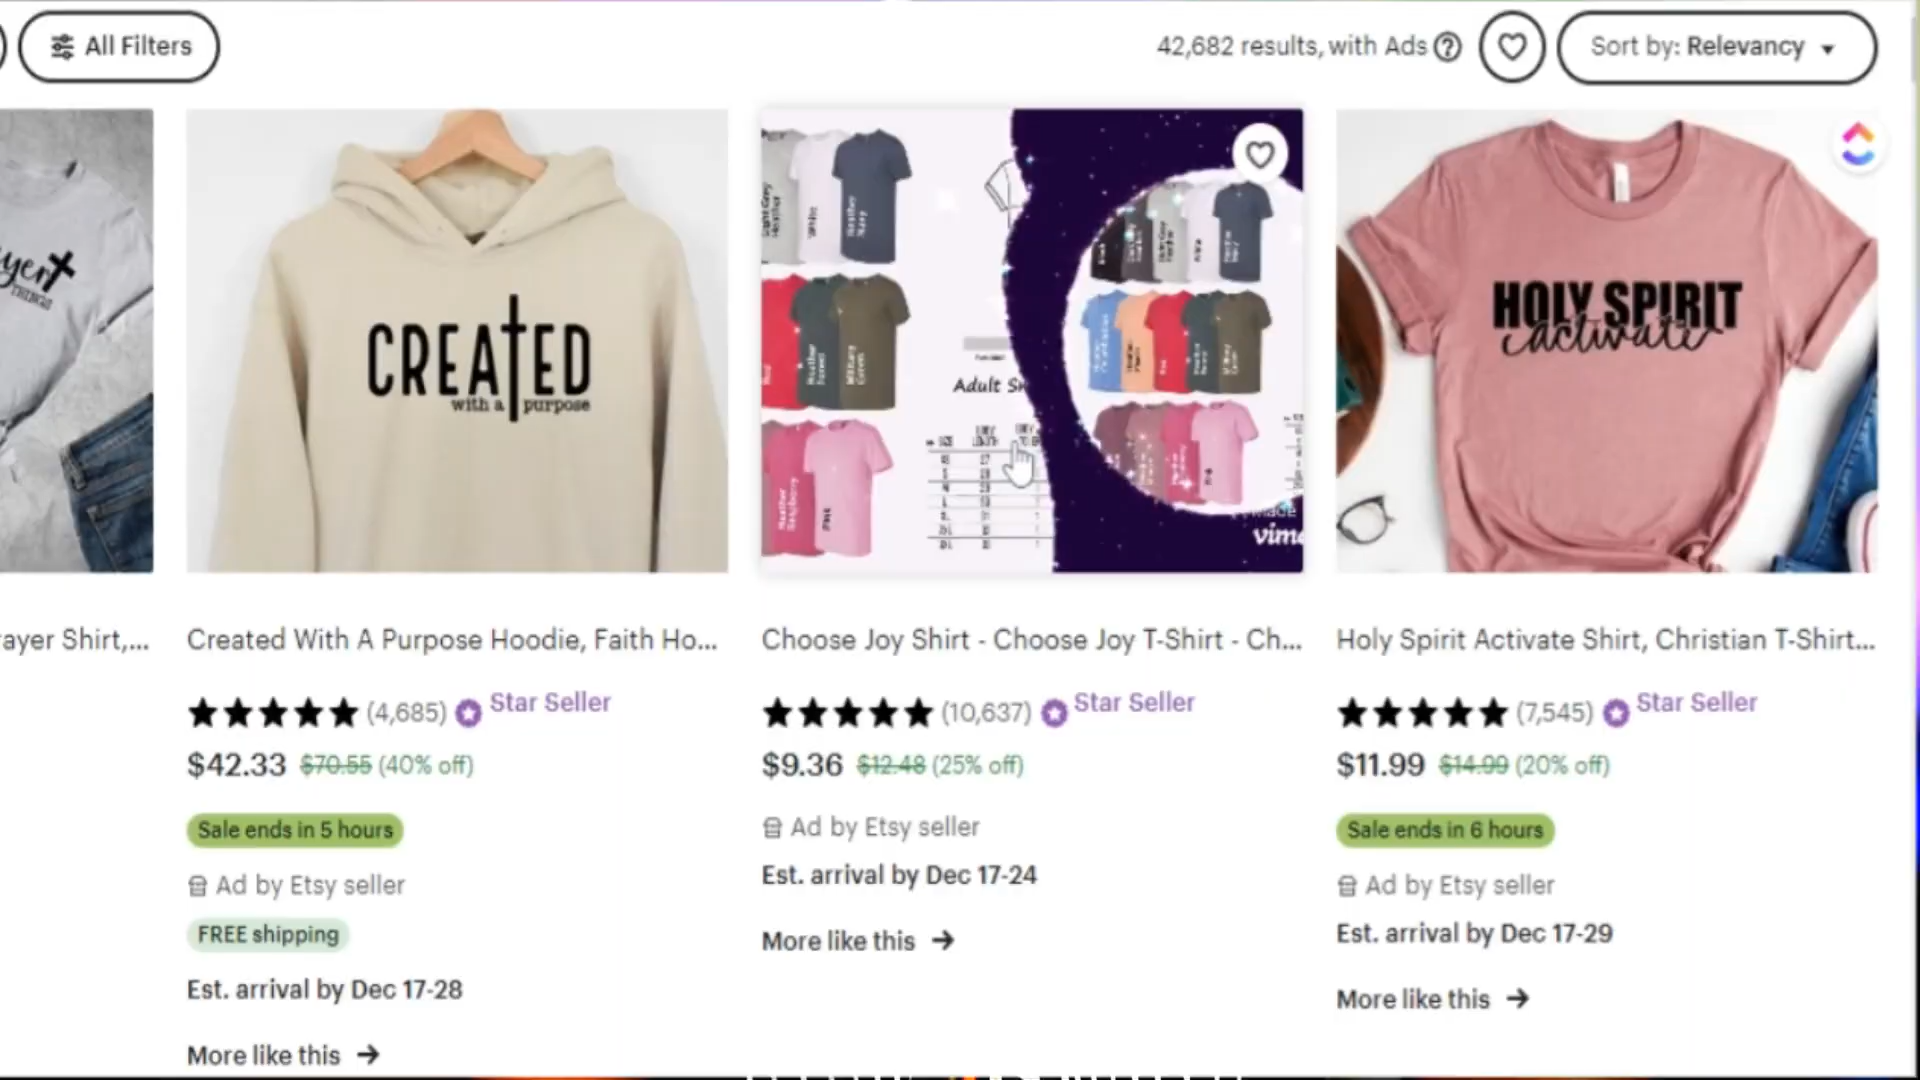 All Filters
42,682 results, with Ads
Sort by: Relevancy
THINGS
CREATED
with a purpose
White
Adult
SIZE
LENGTH
HOLY SPIRIT
activate
made
rayer Shirt,...
Created With A Purpose Hoodie, Faith Ho...
Choose Joy Shirt - Choose Joy T-Shirt - Ch...
Holy Spirit Activate Shirt, Christian T-Shirt...
(4,685) Star Seller
(10,637) Star Seller
(7,545) Star Seller
$42.33 $70.55 (40% off)
$9.36 $12.48 (25% off)
$11.99 $14.99 (20% off)
Sale ends in 5 hours
Ad by Etsy seller
Sale ends in 6 hours
Ad by Etsy seller
FREE shipping
Est. arrival by Dec 17-24
Ad by Etsy seller
Est. arrival by Dec 17-28
More like this
Est. arrival by Dec 17-29
More like this
More like this